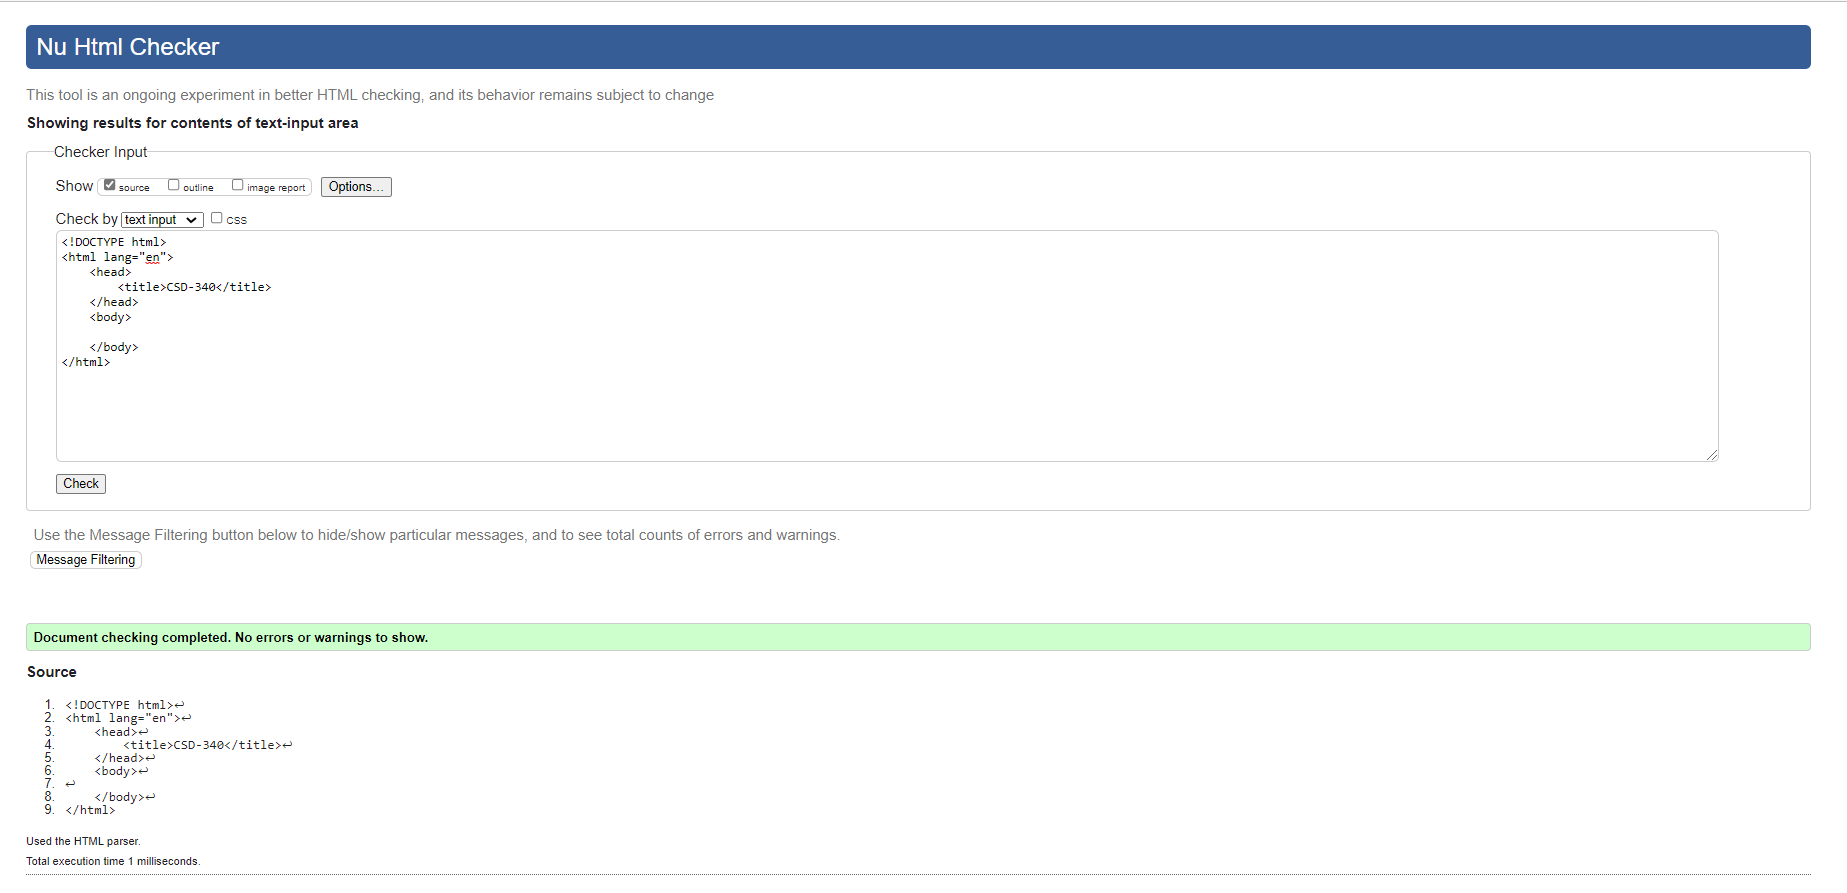 Nu Html Checker
This tool is an ongoing experiment in better HTML checking, and its behavior remains subject to change
Showing results for contents of text-input area
Checker Input
Show source outline image report Options...
Check by text input css
<!DOCTYPE html>
<html lang="en">
    <head>
        <title>CSD-340</title>
    </head>
    <body>

    </body>
</html>
Check
Use the Message Filtering button below to hide/show particular messages, and to see total counts of errors and warnings.
Message Filtering
Document checking completed. No errors or warnings to show.
Source
1. <!DOCTYPE html>↩
2. <html lang="en">↩
3.     <head>↩
4.         <title>CSD-340</title>↩
5.     </head>↩
6.     <body>↩
7. ↩
8.     </body>↩
9. </html>
Used the HTML parser.
Total execution time 1 milliseconds.